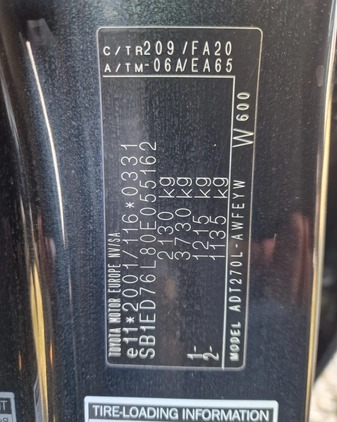 TOYOTA MOTOR EUROPE NV/SA
e11*2001/116*0331
SB1ED76L80E055162
2130 kg
3730 kg
1- 1215 kg
2- 1135 kg
MODEL ADT270L-AWFEYW W600
C/TR209/FA20
A/TM-06A/EA65
TIRE-LOADING INFORMATION